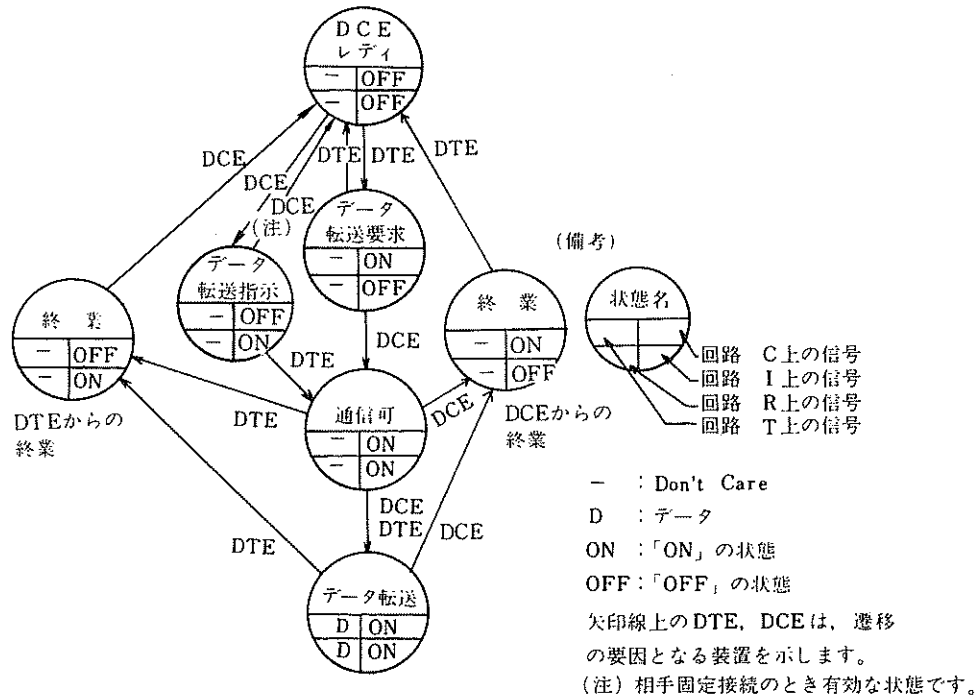 DCE
レディ
－ OFF
－ OFF
DCE
DCE
DCE
(注)
DTE
DTE
DTE
データ
転送要求
－ ON
－ OFF
(備考)
データ
転送指示
－ OFF
－ ON
終業
－ OFF
－ ON
DTEからの
終業
DTE
DCE
終業
－ ON
－ OFF
DCEからの
終業
状態名
回路 C上の信号
回路 I上の信号
回路 R上の信号
回路 T上の信号
DTE
通信可
－ ON
－ ON
DCE
DTE
DCE
DTE
DCE
データ転送
D ON
D ON
－ : Don't Care
D : データ
ON :「ON」の状態
OFF:「OFF」の状態
矢印線上のDTE, DCEは, 遷移
の要因となる装置を示します。
(注) 相手固定接続のとき有効な状態です。